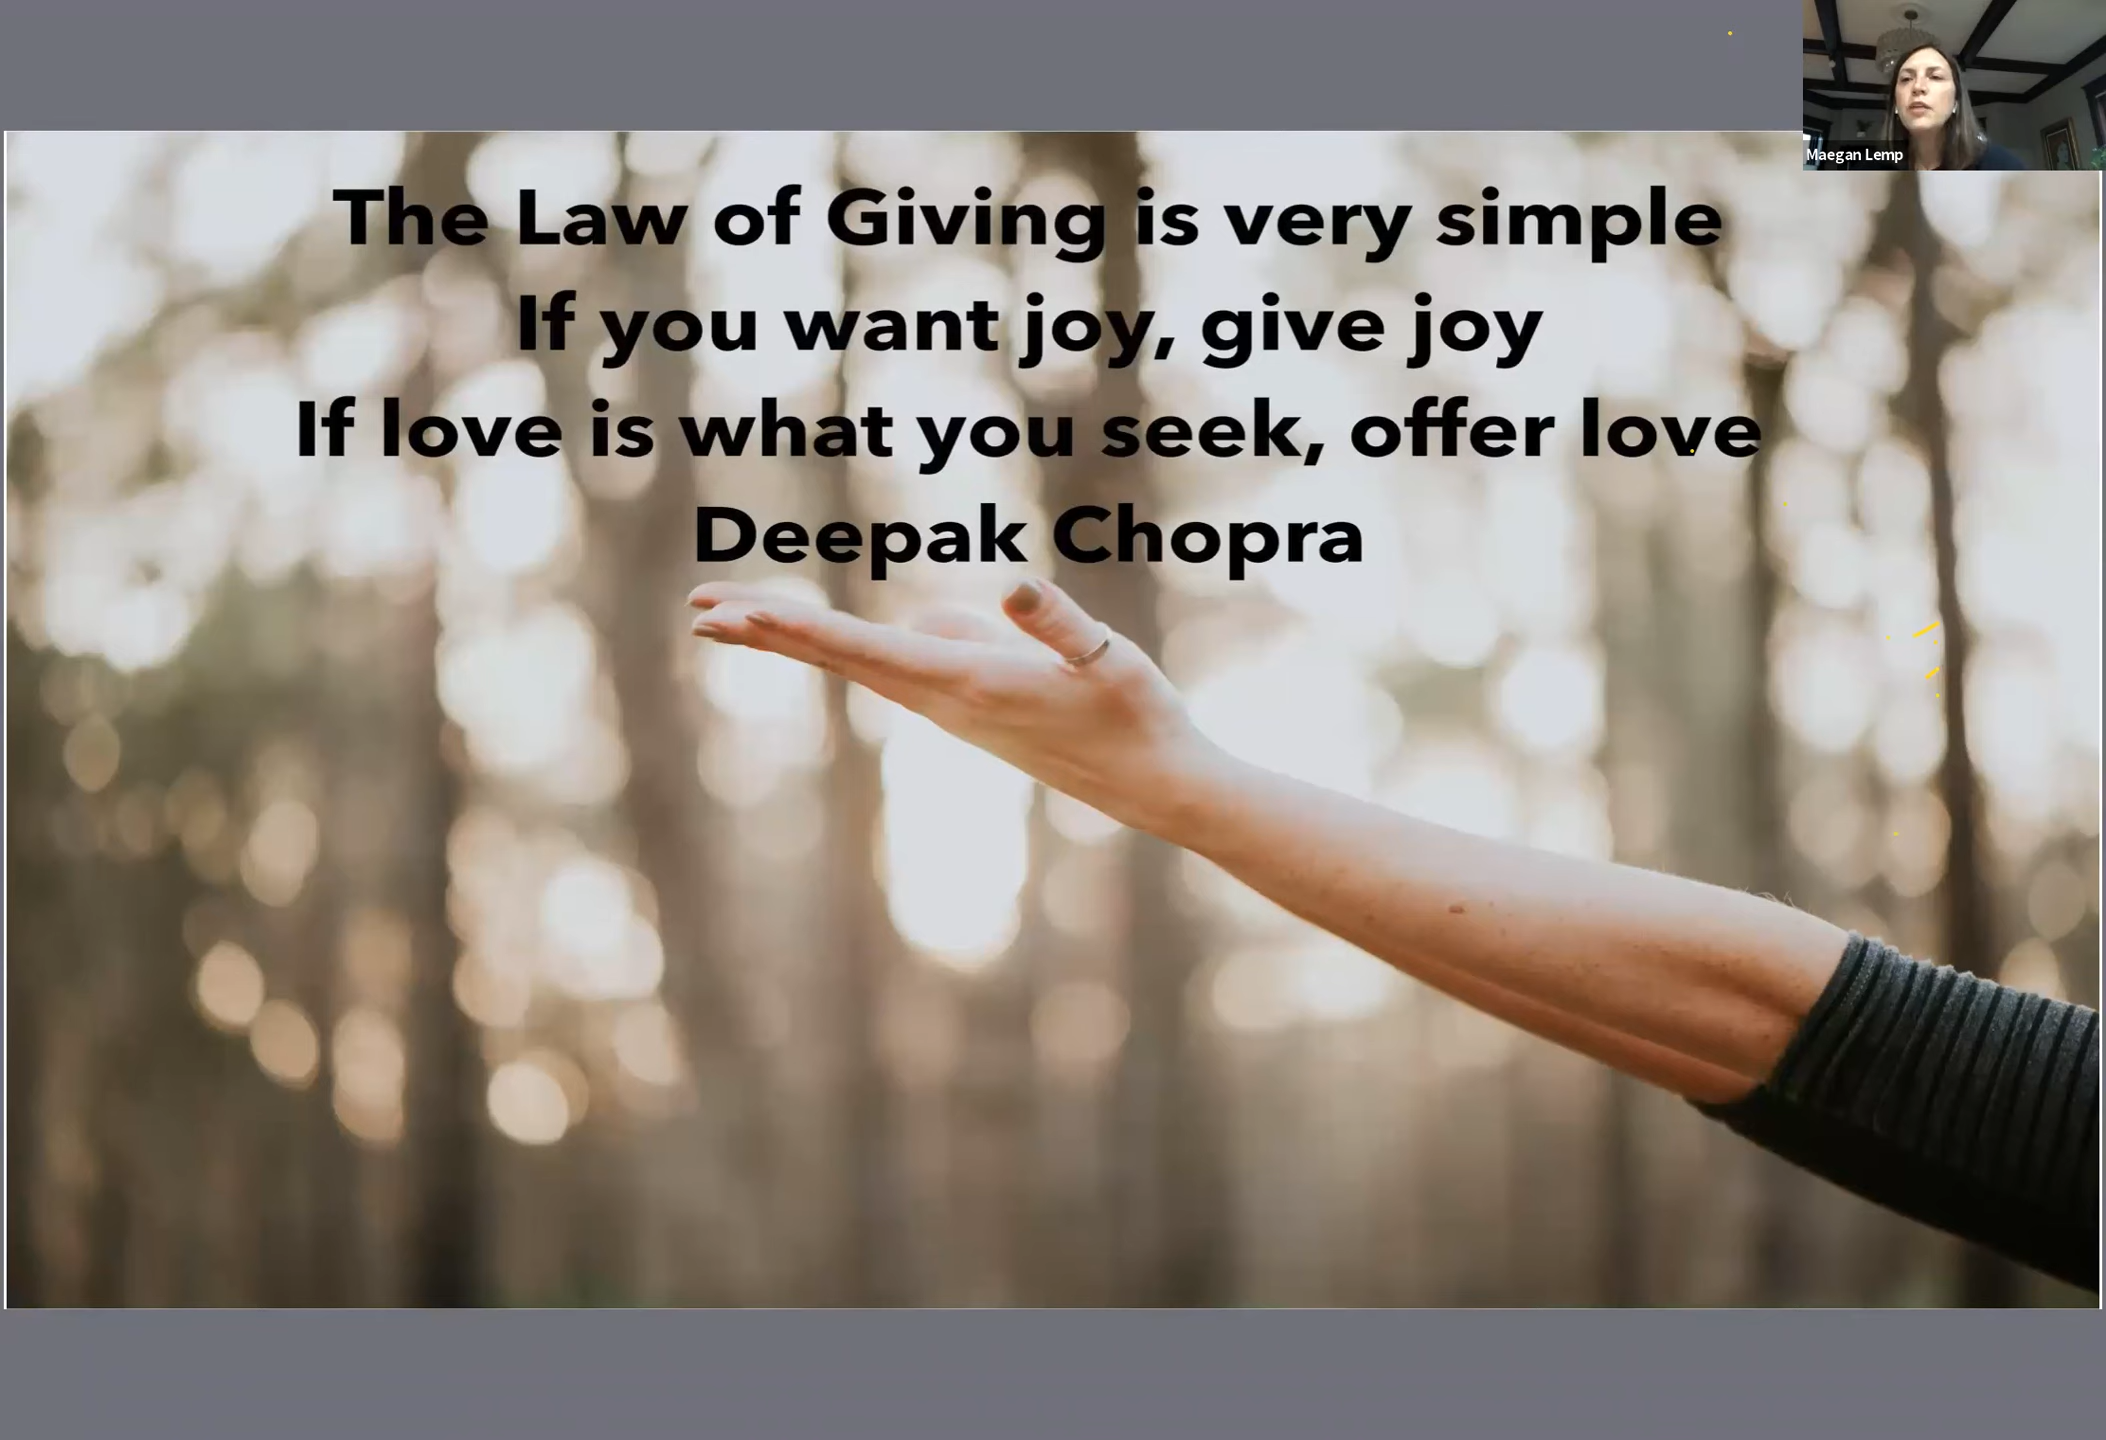 Maegan Lemp
The Law of Giving is very simple
If you want joy, give joy
If love is what you seek, offer love
Deepak Chopra